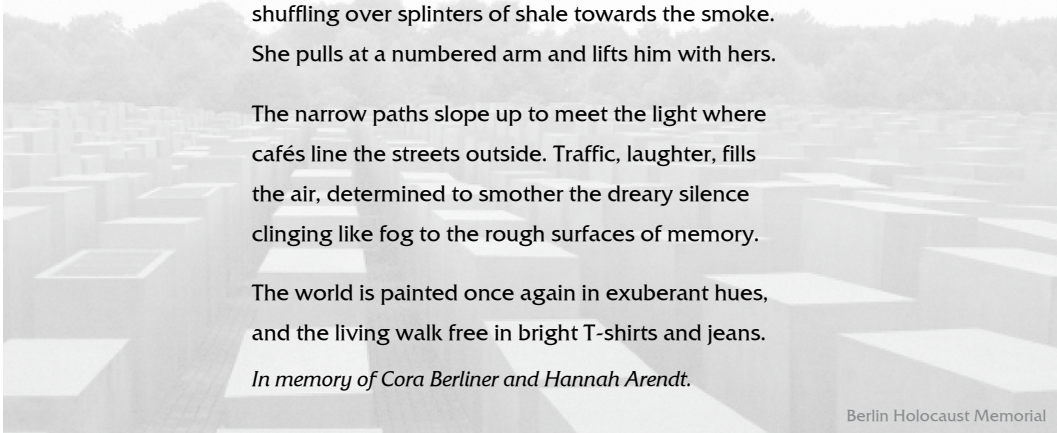 shuffling over splinters of shale towards the smoke.
She pulls at a numbered arm and lifts him with hers.
The narrow paths slope up to meet the light where
cafés line the streets outside. Traffic, laughter, fills
the air, determined to smother the dreary silence
clinging like fog to the rough surfaces of memory.
The world is painted once again in exuberant hues,
and the living walk free in bright T-shirts and jeans.
In memory of Cora Berliner and Hannah Arendt.
Berlin Holocaust Memorial